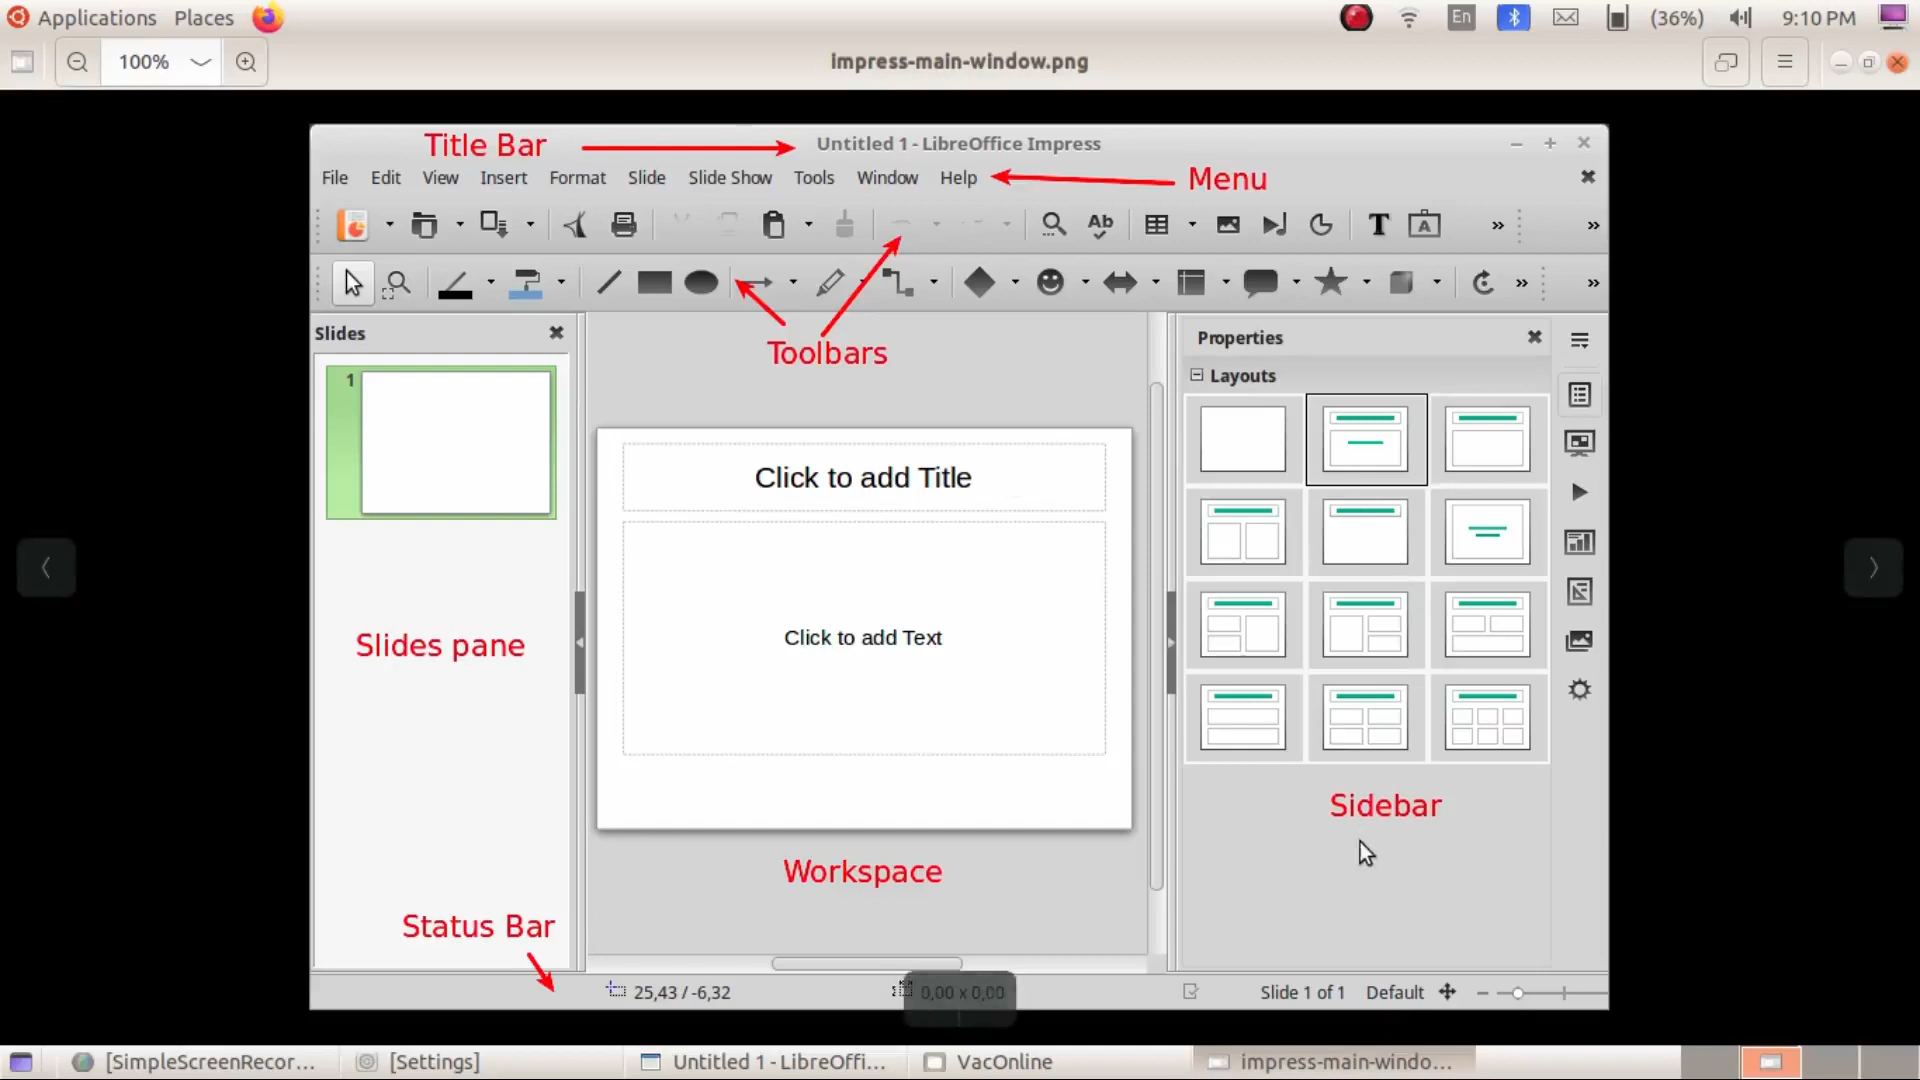 Applications Places En (36%) 9:10 PM
100% impress-main-window.png
Title Bar Untitled 1 - LibreOffice Impress
File Edit View Insert Format Slide Slide Show Tools Window Help Menu
Ab T A
Toolbars
Slides Properties
1 Layouts
Click to add Title
Click to add Text
Slides pane
Sidebar
Workspace
Status Bar
25,43 / -6,32 0,00 x 0,00 Slide 1 of 1 Default
[SimpleScreenRecor... [Settings] Untitled 1 - LibreOffi... VacOnline impress-main-windo...